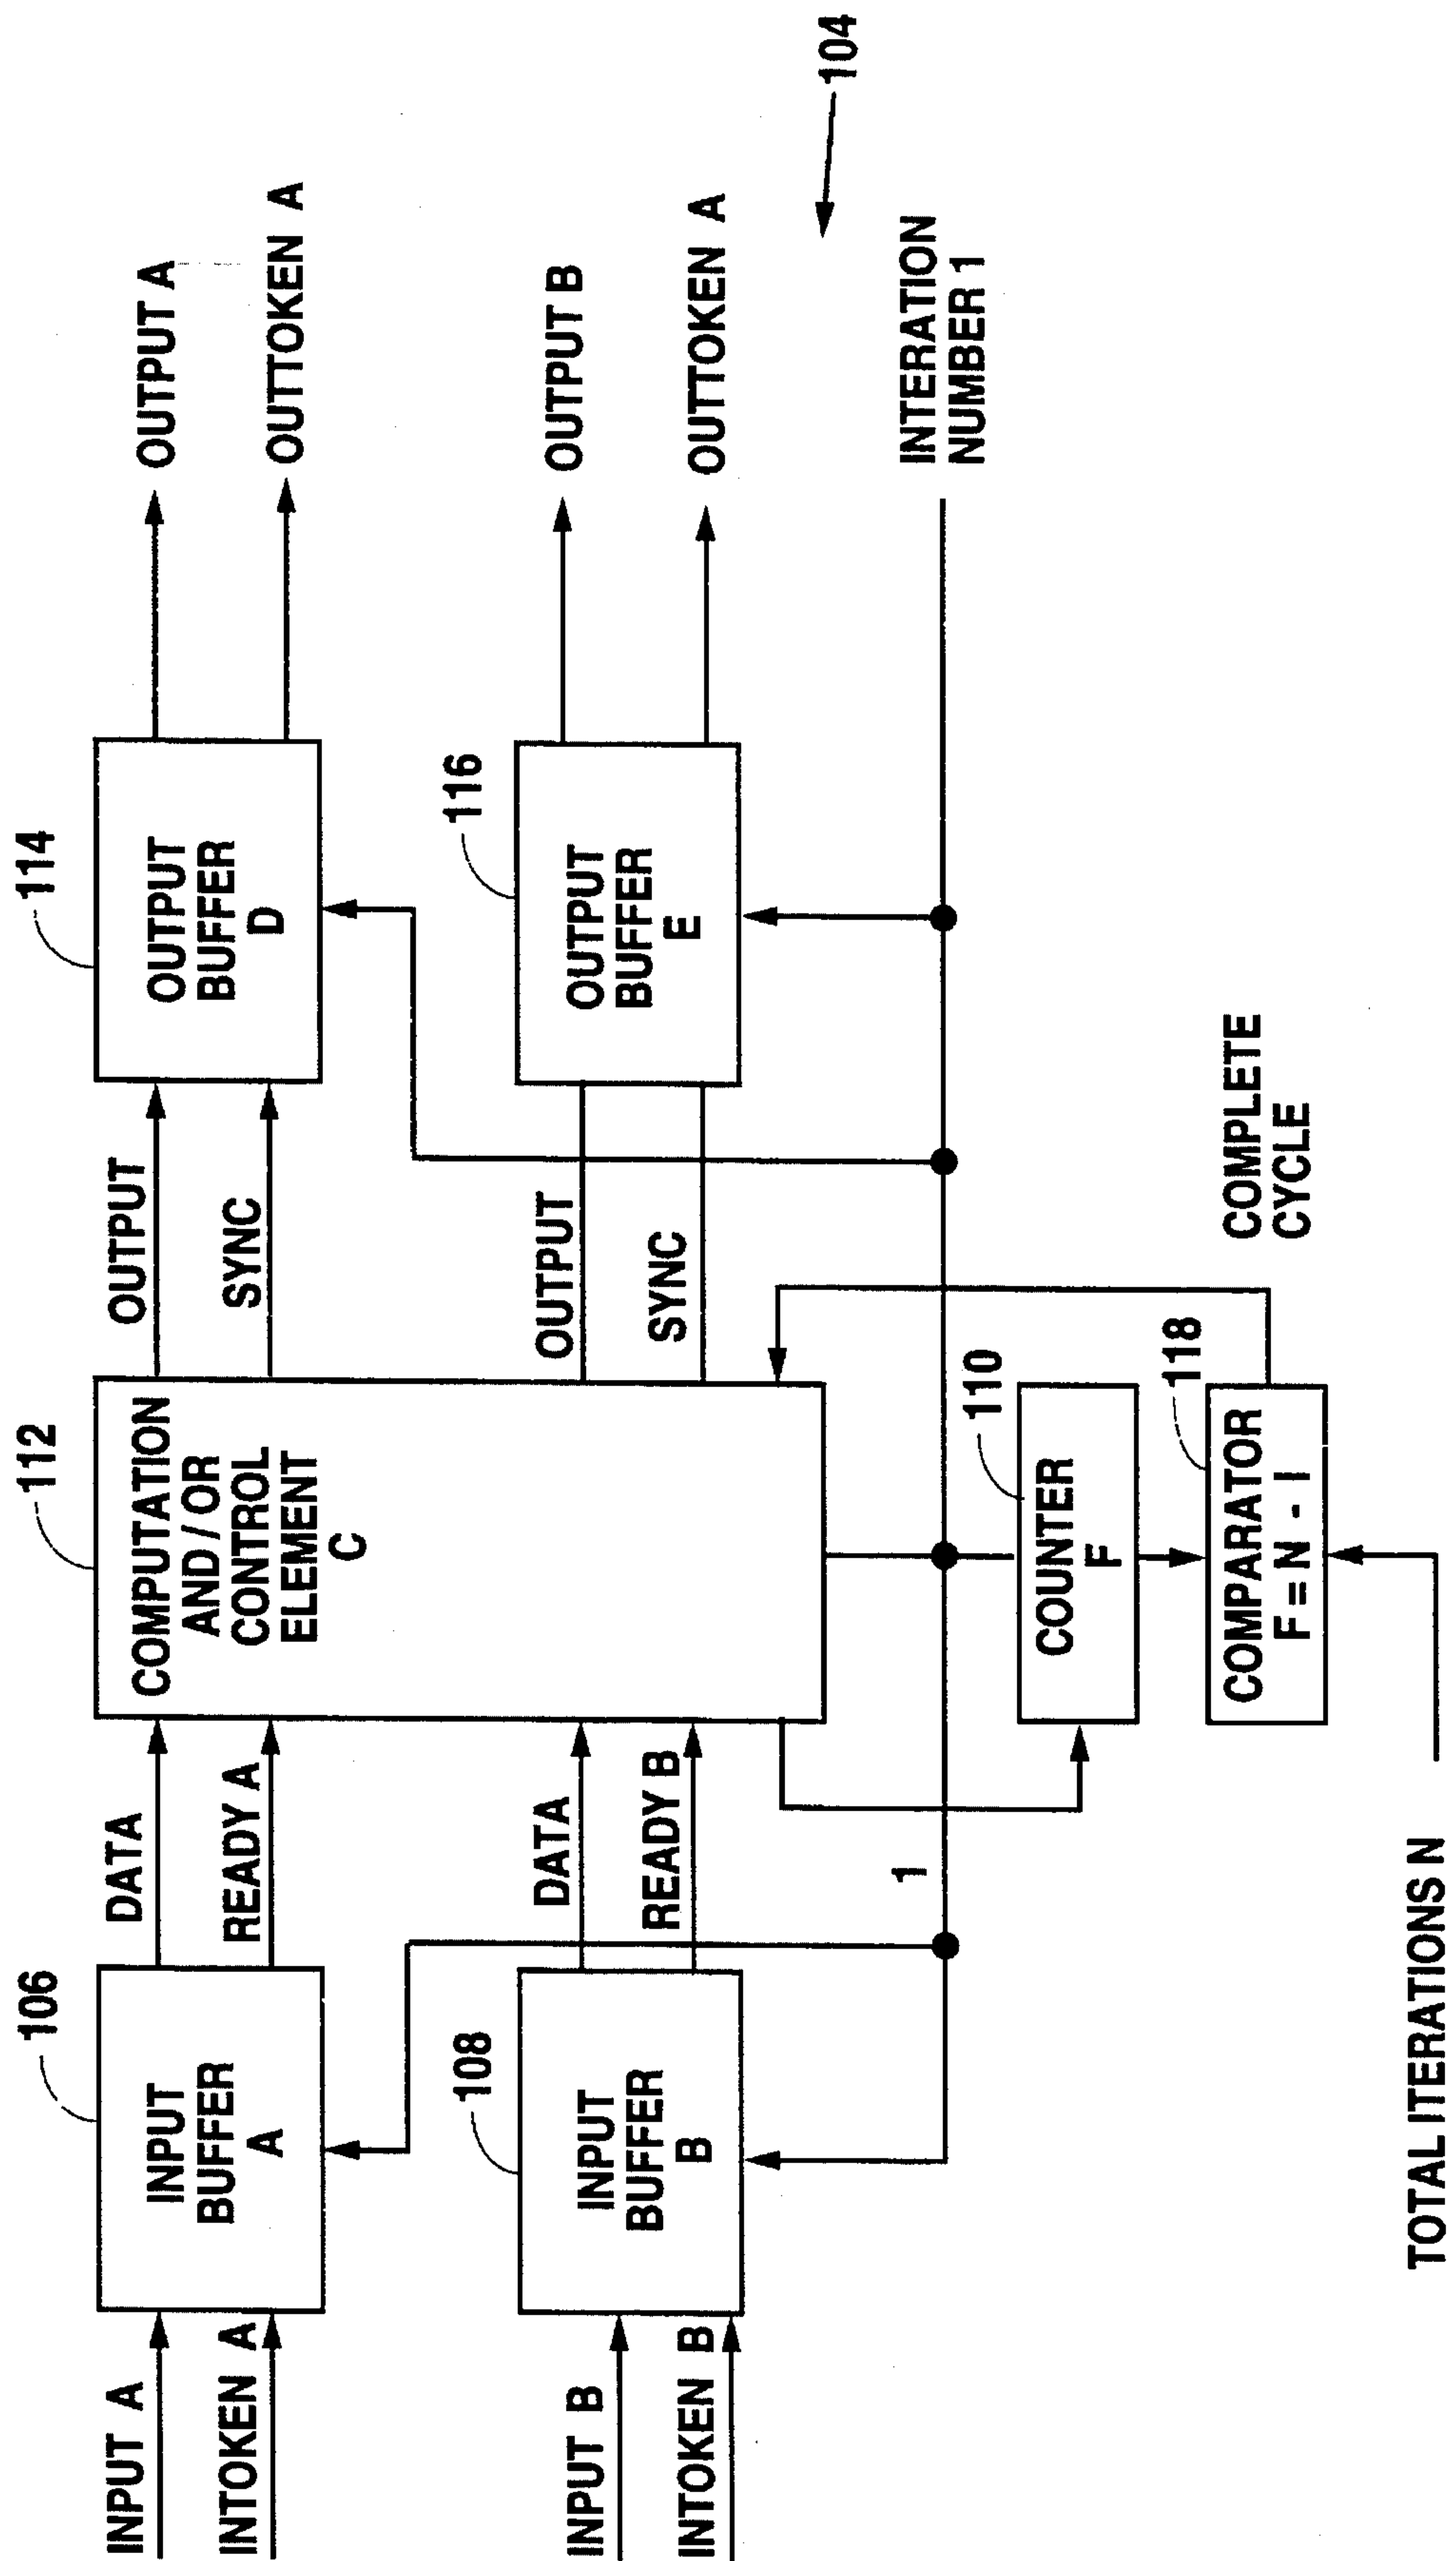 104
112
114
106
COMPUTATION
AND/OR
CONTROL
ELEMENT
C
INPUT
BUFFER
A
OUTPUT
BUFFER
D
INPUT A
INTOKEN A
DATA
READY A
OUTPUT
SYNC
OUTPUT A
OUTTOKEN A
108
116
INPUT
BUFFER
B
OUTPUT
BUFFER
E
INPUT B
INTOKEN B
DATA
READY B
OUTPUT
SYNC
OUTPUT B
OUTTOKEN A
1
INTERATION
NUMBER 1
110
COUNTER
F
118
COMPARATOR
F = N - I
COMPLETE
CYCLE
TOTAL ITERATIONS N